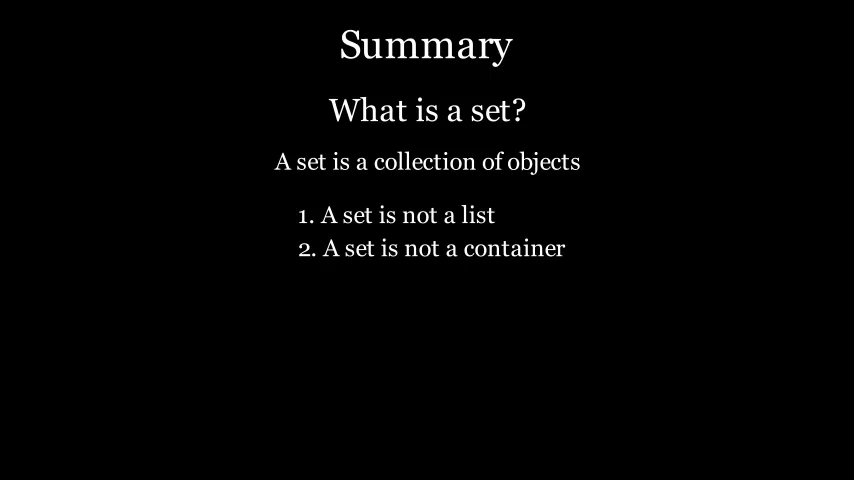 Summary
What is a set?
A set is a collection of objects
1. A set is not a list
2. A set is not a container